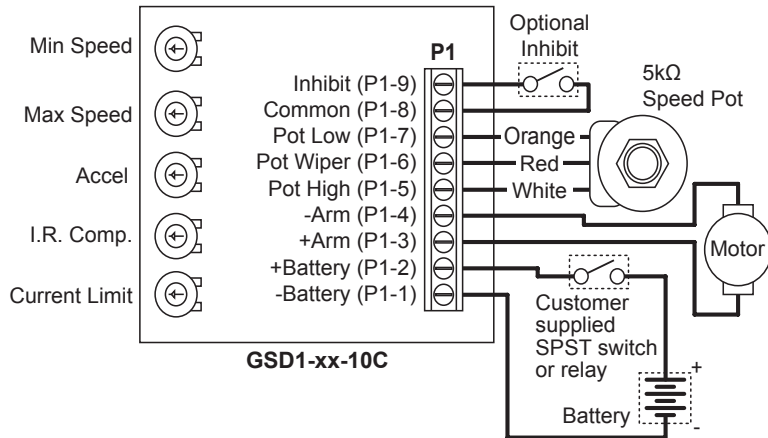 Min Speed
Max Speed
Accel
I.R. Comp.
Current Limit
P1
Inhibit (P1-9)
Common (P1-8)
Pot Low (P1-7)
Pot Wiper (P1-6)
Pot High (P1-5)
-Arm (P1-4)
+Arm (P1-3)
+Battery (P1-2)
-Battery (P1-1)
GSD1-xx-10C
Optional
Inhibit
5kΩ
Speed Pot
Orange
Red
White
Motor
Customer
supplied
SPST switch
or relay
+
Battery
-